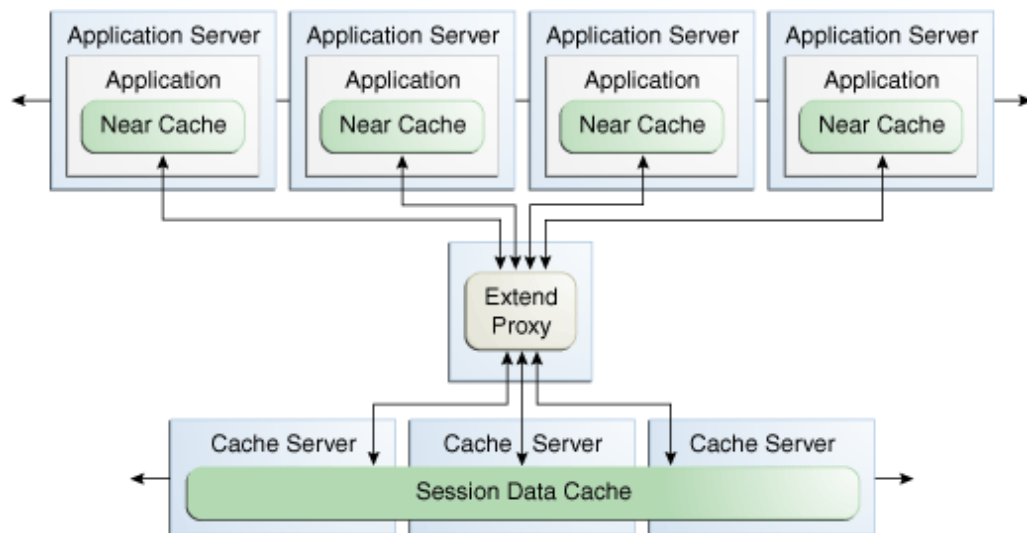 Application Server
Application Server
Application Server
Application Server
Application
Application
Application
Application
Near Cache
Near Cache
Near Cache
Near Cache
Extend
Proxy
Cache Server
Cache Server
Cache Server
Session Data Cache